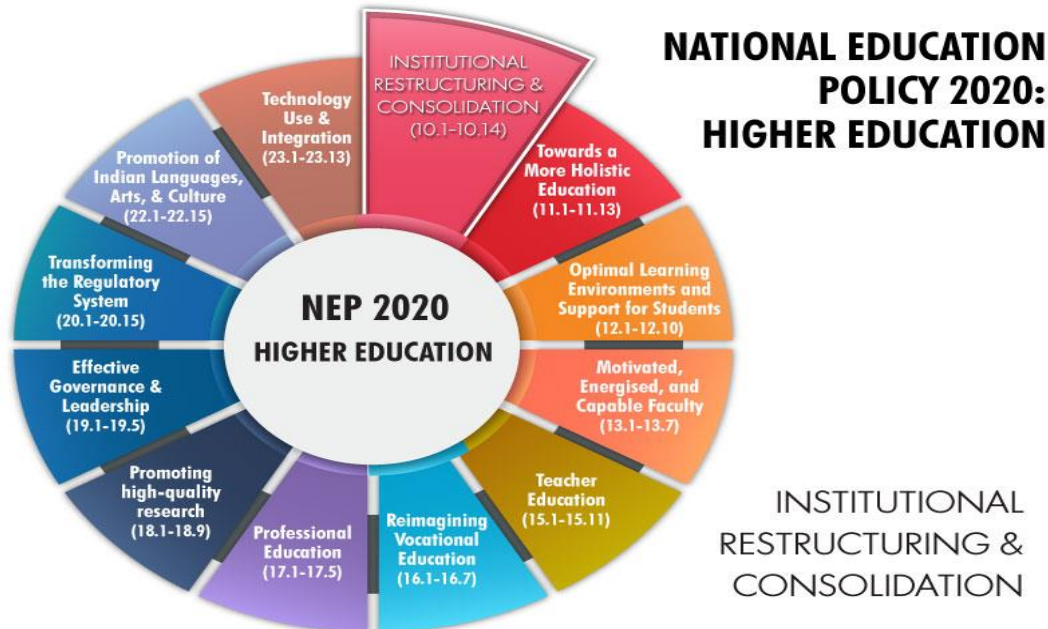 NATIONAL EDUCATION
POLICY 2020:
HIGHER EDUCATION
INSTITUTIONAL
RESTRUCTURING &
CONSOLIDATION
(10.1-10.14)
Towards a
More Holistic
Education
(11.1-11.13)
Optimal Learning
Environments and
Support for Students
(12.1-12.10)
Motivated,
Energised, and
Capable Faculty
(13.1-13.7)
Teacher
Education
(15.1-15.11)
Reimagining
Vocational
Education
(16.1-16.7)
Professional
Education
(17.1-17.5)
Promoting
high-quality
research
(18.1-18.9)
Effective
Governance &
Leadership
(19.1-19.5)
Transforming
the Regulatory
System
(20.1-20.15)
Promotion of
Indian Languages,
Arts, & Culture
(22.1-22.15)
Technology
Use &
Integration
(23.1-23.13)
NEP 2020
HIGHER EDUCATION
INSTITUTIONAL
RESTRUCTURING &
CONSOLIDATION